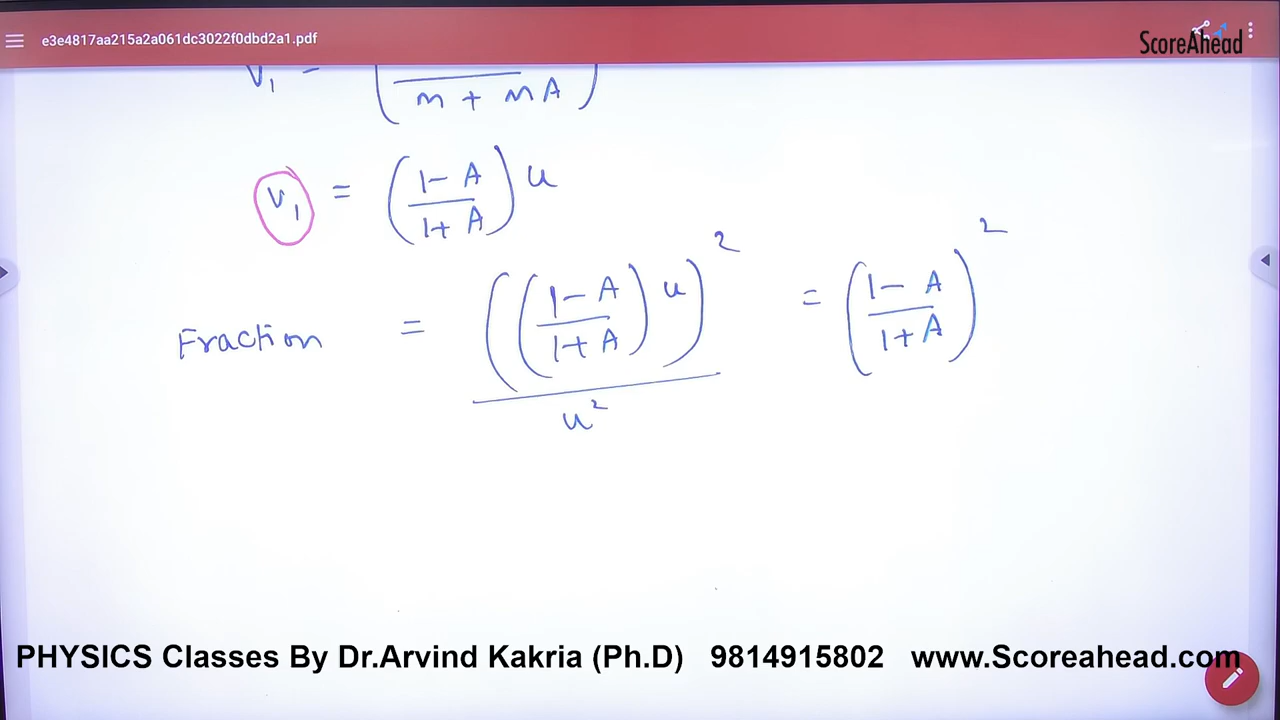 e3e4817aa215a2a061dc3022f0dbd2a1.pdf
ScoreAhead
v₁ = ( / m + mA )
v₁ = (1 - A / 1 + A) u
Fraction = ((1 - A / 1 + A) u)² / u² = (1 - A / 1 + A)²
PHYSICS Classes By Dr.Arvind Kakria (Ph.D) 9814915802 www.Scoreahead.com